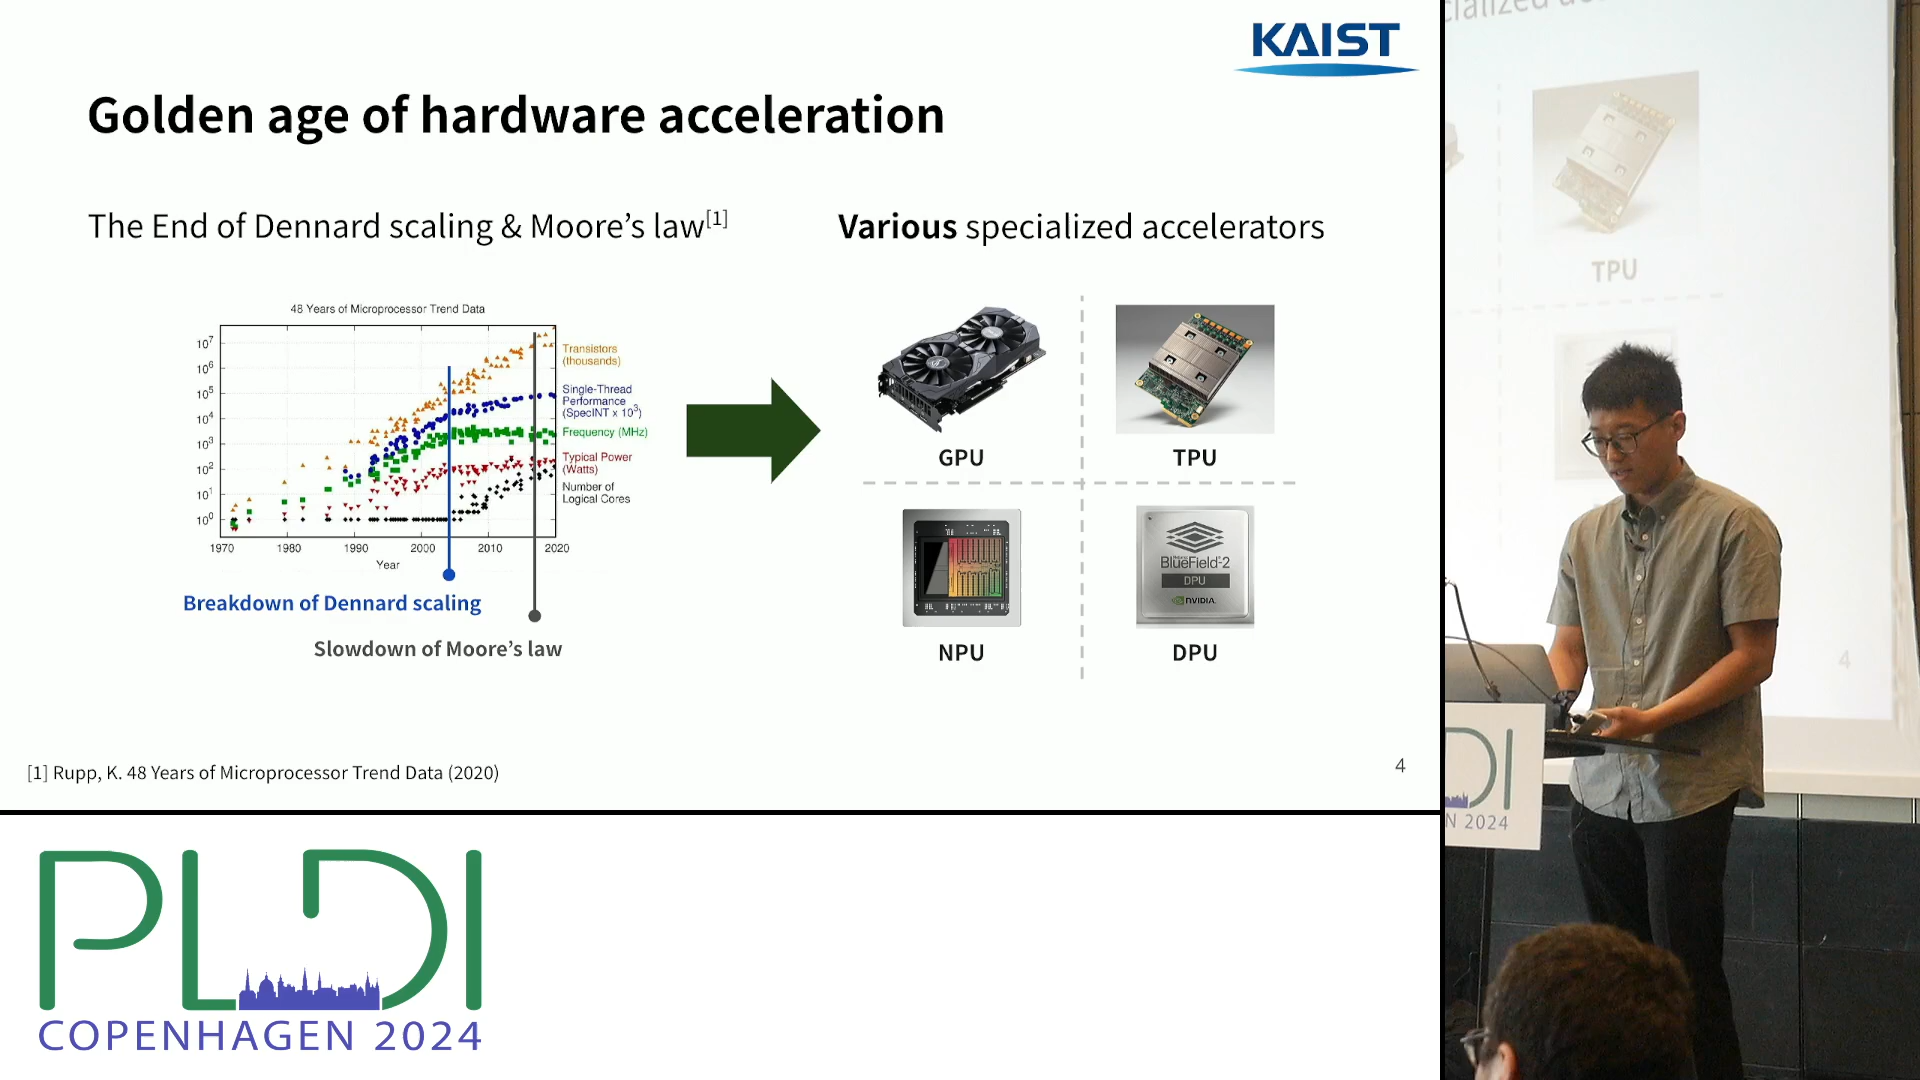 KAIST
Golden age of hardware acceleration
The End of Dennard scaling & Moore's law[1]
48 Years of Microprocessor Trend Data
10^7
10^6
10^5
10^4
10^3
10^2
10^1
10^0
1970 1980 1990 2000 2010 2020
Year
Transistors
(thousands)
Single-Thread
Performance
(SpecINT x 10^3)
Frequency (MHz)
Typical Power
(Watts)
Number of
Logical Cores
Breakdown of Dennard scaling
Slowdown of Moore's law
Various specialized accelerators
GPU
TPU
BlueField-2
DPU
NVIDIA
NPU
DPU
[1] Rupp, K. 48 Years of Microprocessor Trend Data (2020)
4
PLDI
COPENHAGEN 2024
TPU
4
DI
N 2024